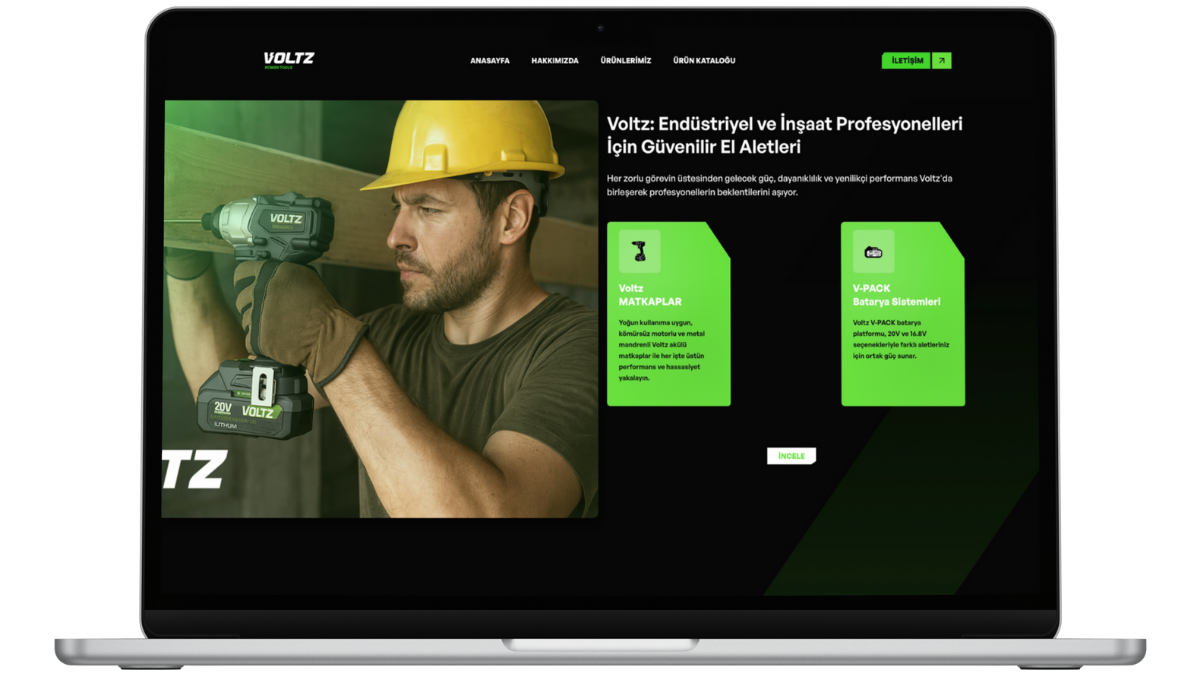 VOLTZ
POWER TOOLS
ANASAYFA
HAKKIMIZDA
ÜRÜNLERİMİZ
ÜRÜN KATALOĞU
İLETİŞİM
Voltz: Endüstriyel ve İnşaat Profesyonelleri
İçin Güvenilir El Aletleri
Her zorlu görevin üstesinden gelecek güç, dayanıklılık ve yenilikçi performans Voltz'da
birleşerek profesyonellerin beklentilerini aşıyor.
VOLTZ
20V
VOLTZ
LITHUM
TZ
Voltz
MATKAPLAR
Yoğun kullanıma uygun,
kömürsüz motorlu ve metal
mandrenli Voltz akülü
matkaplar ile her işte üstün
performans ve hassasiyet
yakalayın.
V-PACK
Batarya Sistemleri
Voltz V-PACK batarya
platformu, 20V ve 16.8V
seçenekleriyle farklı aletleriniz
için ortak güç sunar.
İNCELE